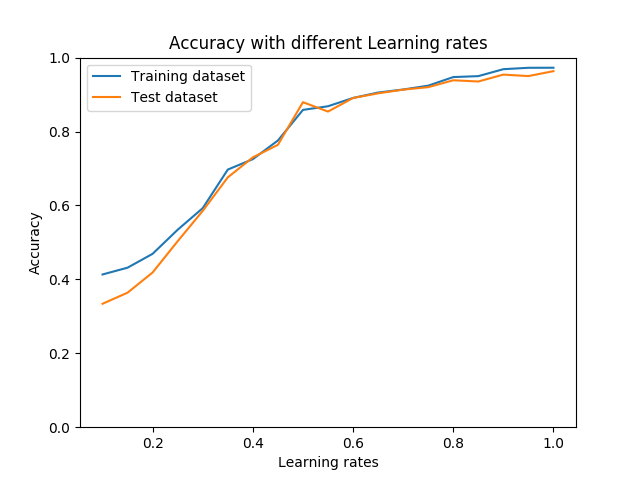 Accuracy with different Learning rates
1.0
Training dataset
Test dataset
0.8
0.6
Accuracy
0.4
0.2
0.0
0.2 0.4 0.6 0.8 1.0
Learning rates